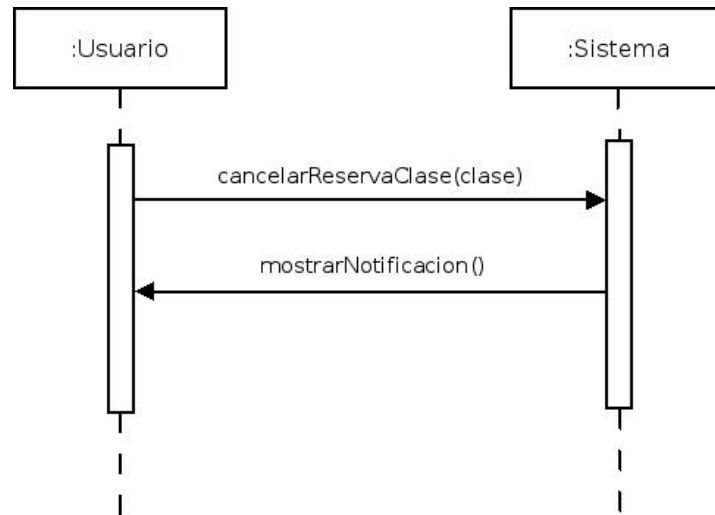 :Usuario
:Sistema
cancelarReservaClase(clase)
mostrarNotificacion()